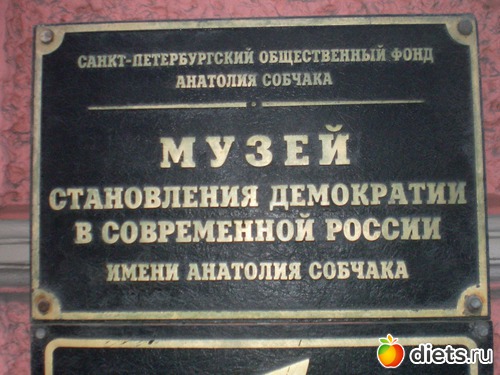 САНКТ-ПЕТЕРБУРГСКИЙ ОБЩЕСТВЕННЫЙ ФОНД
АНАТОЛИЯ СОБЧАКА
МУЗЕЙ
СТАНОВЛЕНИЯ ДЕМОКРАТИИ
В СОВРЕМЕННОЙ РОССИИ
ИМЕНИ АНАТОЛИЯ СОБЧАКА
diets.ru